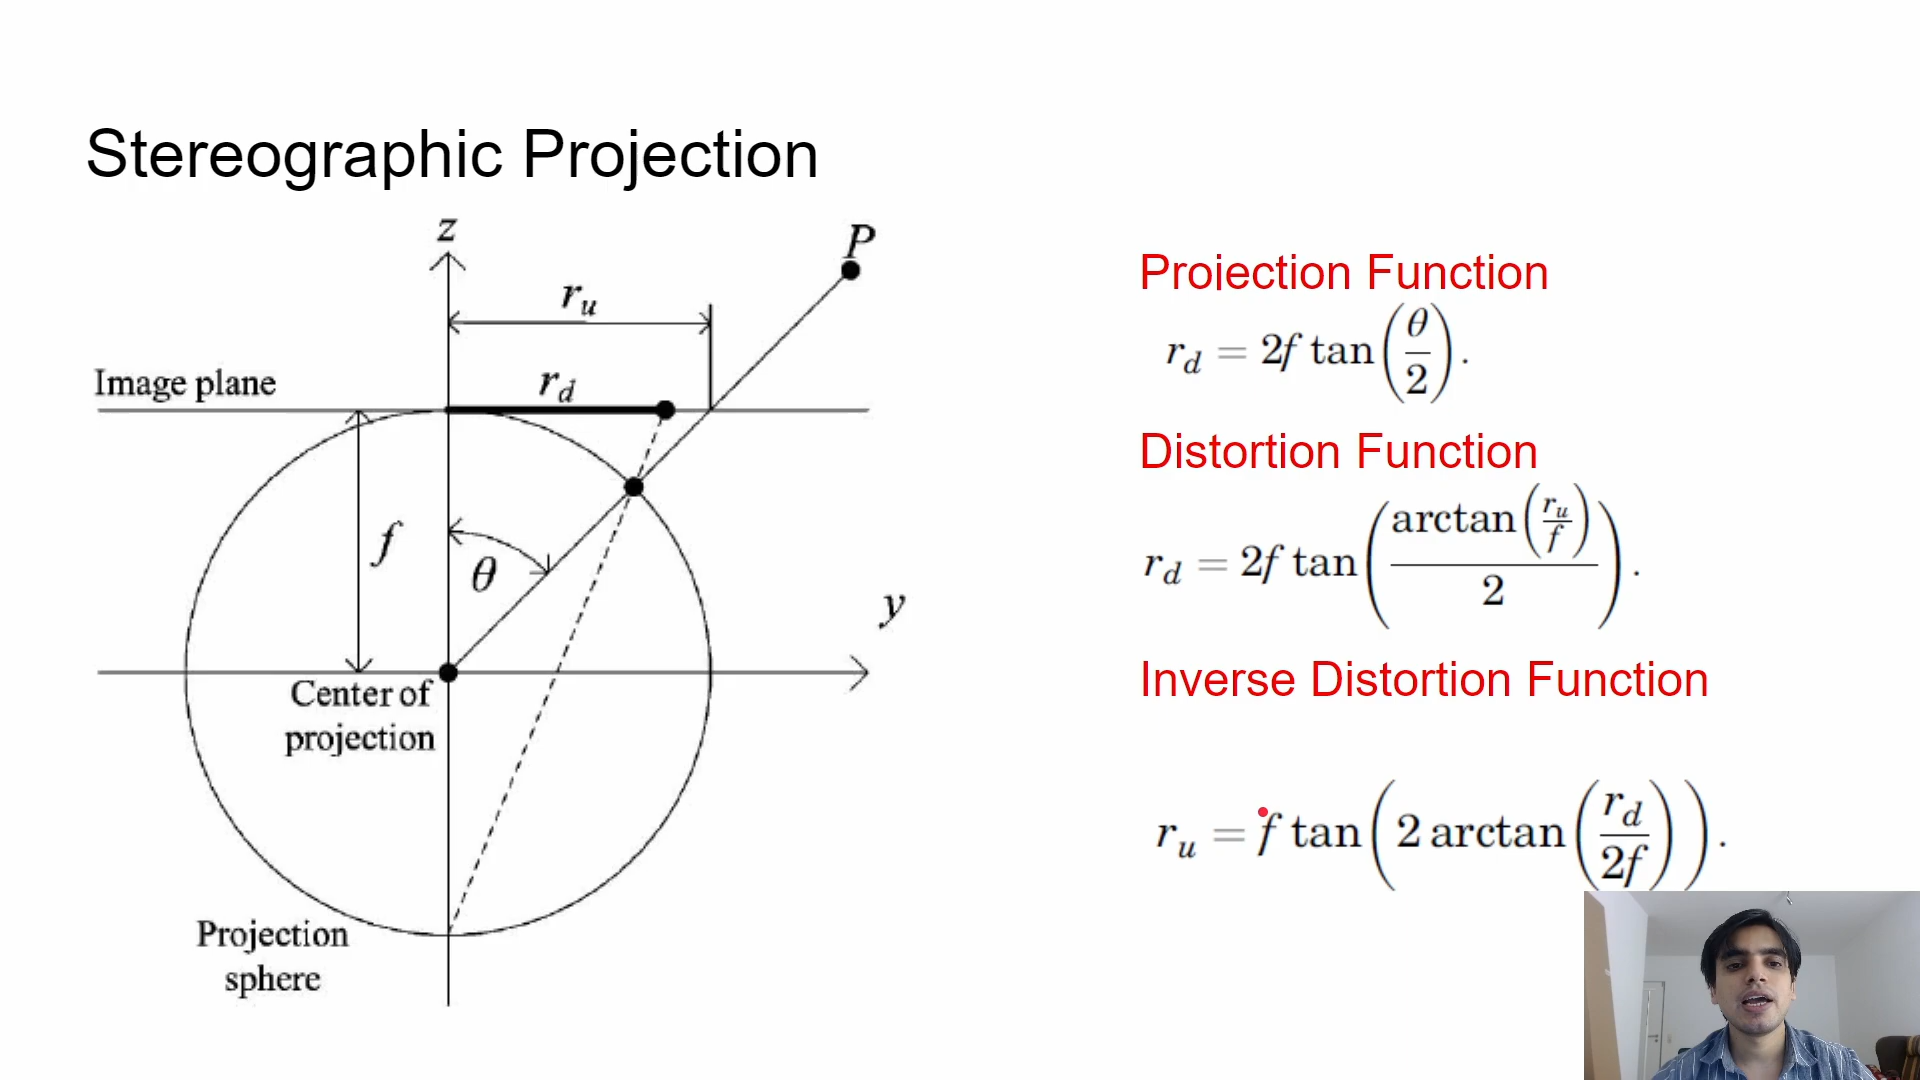 Stereographic Projection
z
P
r_u
Projection Function
r_d = 2f tan(θ/2).
Image plane
r_d
Distortion Function
r_d = 2f tan(arctan(r_u/f)/2).
f
θ
y
Center of
projection
Inverse Distortion Function
r_u = f tan(2 arctan(r_d/2f)).
Projection
sphere